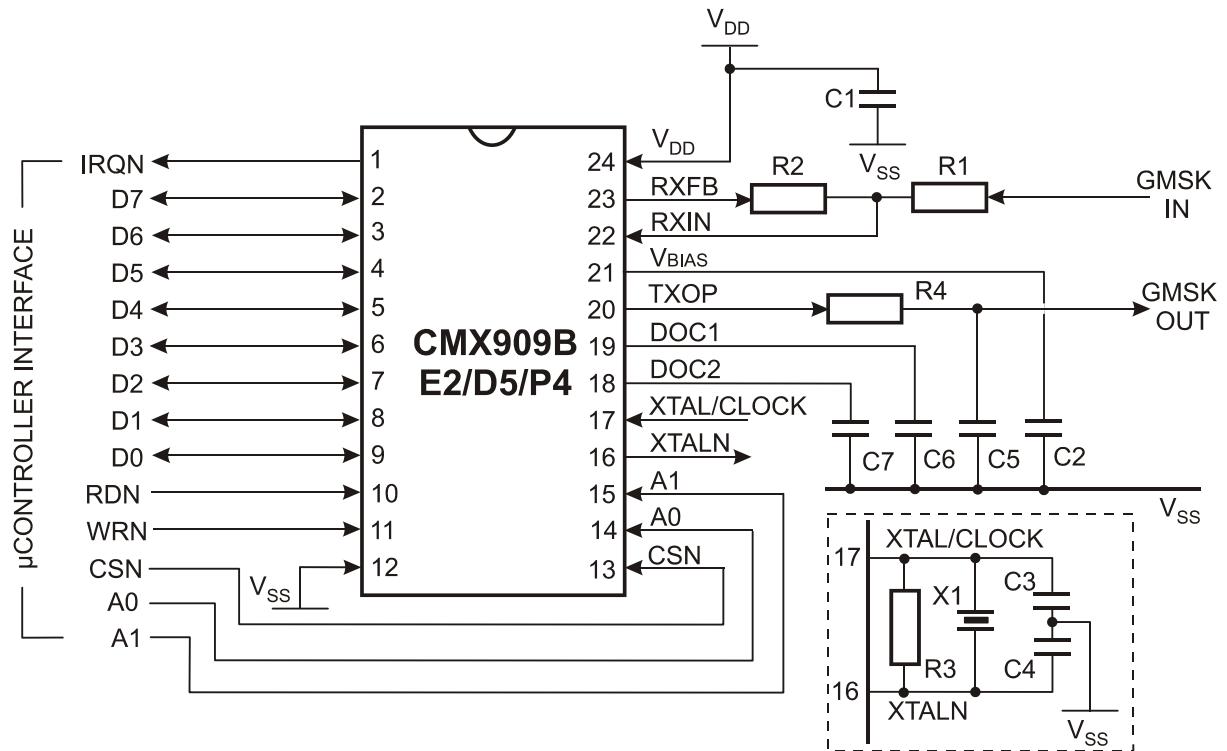 µCONTROLLER INTERFACE
IRQN
D7
D6
D5
D4
D3
D2
D1
D0
RDN
WRN
CSN
A0
A1
1
2
3
4
5
6
7
8
9
10
11
12
VSS
CMX909B
E2/D5/P4
24
23
22
21
20
19
18
17
16
15
14
13
VDD
RXFB
RXIN
VBIAS
TXOP
DOC1
DOC2
XTAL/CLOCK
XTALN
A1
A0
CSN
VDD
C1
VSS
R2
R1
GMSK
IN
R4
GMSK
OUT
C7
C6
C5
C2
VSS
17
XTAL/CLOCK
X1
C3
R3
C4
16
XTALN
VSS